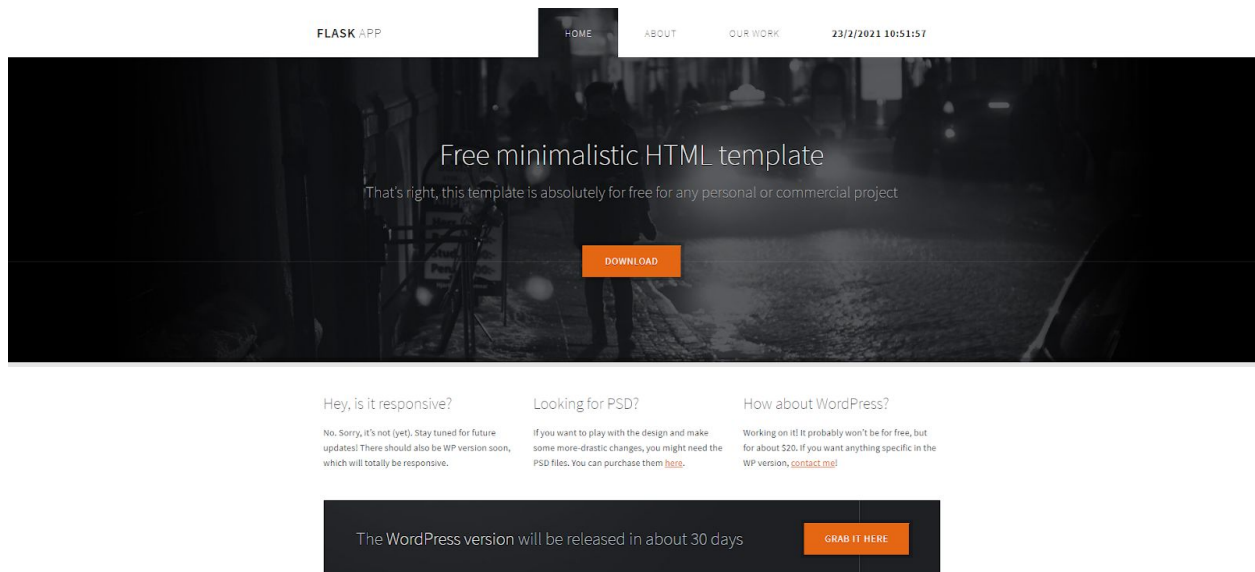 FLASK APP
HOME
ABOUT
OUR WORK
23/2/2021 10:51:57
Free minimalistic HTML template
That's right, this template is absolutely for free for any personal or commercial project
DOWNLOAD
Hey, is it responsive?
No. Sorry, it's not (yet). Stay tuned for future
updates! There should also be WP version soon,
which will totally be responsive.
Looking for PSD?
If you want to play with the design and make
some more-drastic changes, you might need the
PSD files. You can purchase them here.
How about WordPress?
Working on it! It probably won't be for free, but
for about $20. If you want anything specific in the
WP version, contact me!
The WordPress version will be released in about 30 days
GRAB IT HERE